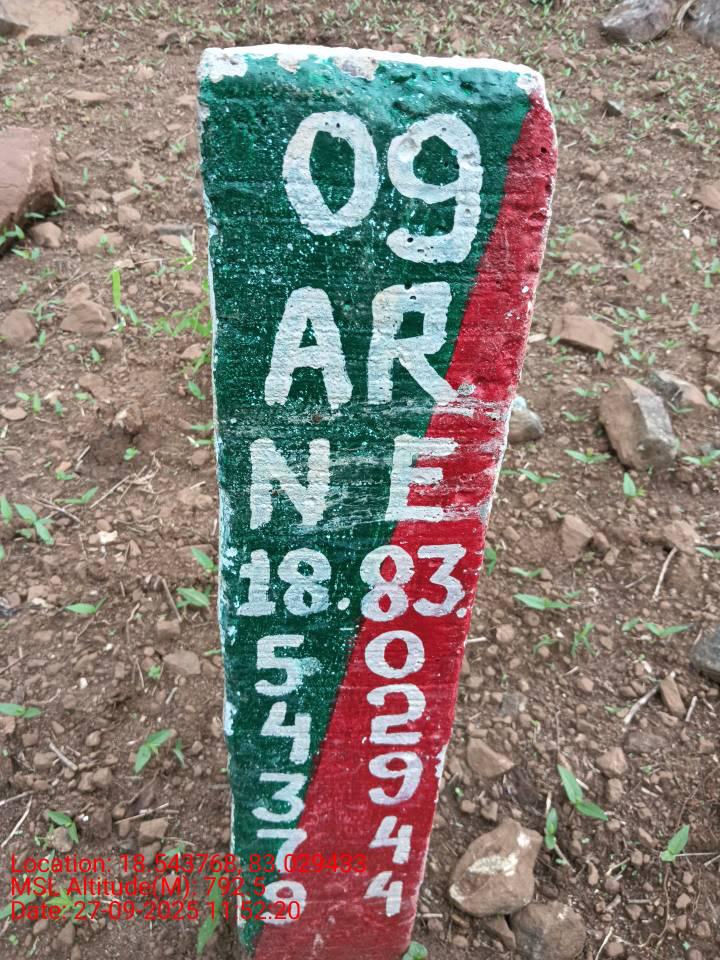 09
AR
N E
18. 83.
5 0
4 2
3 9
7 4
9 4
Location: 18.543768, 83.029433
MSL Altitude(M): 792.5
Date: 27-09-2025 11:52:20